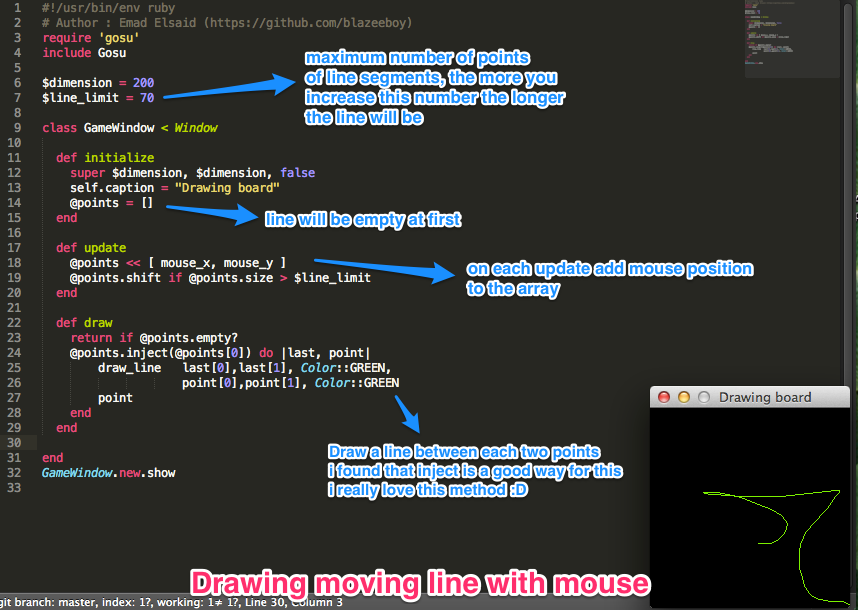 1 #!/usr/bin/env ruby
2 # Author : Emad Elsaid (https://github.com/blazeeboy)
3 require 'gosu'
4 include Gosu
5
6 $dimension = 200
7 $line_limit = 70
maximum number of points
of line segments, the more you
increase this number the longer
the line will be
8
9 class GameWindow < Window
10
11 def initialize
12 super $dimension, $dimension, false
13 self.caption = "Drawing board"
14 @points = []
15 end
line will be empty at first
16
17 def update
18 @points << [ mouse_x, mouse_y ]
19 @points.shift if @points.size > $line_limit
20 end
on each update add mouse position
to the array
21
22 def draw
23 return if @points.empty?
24 @points.inject(@points[0]) do |last, point|
25 draw_line last[0],last[1], Color::GREEN,
26 point[0],point[1], Color::GREEN
27 point
28 end
29 end
30
31 end
32 GameWindow.new.show
33
Draw a line between each two points
i found that inject is a good way for this
i really love this method :D
Drawing board
Drawing moving line with mouse
git branch: master, index: 1?, working: 1≠ 1?, Line 30, Column 3